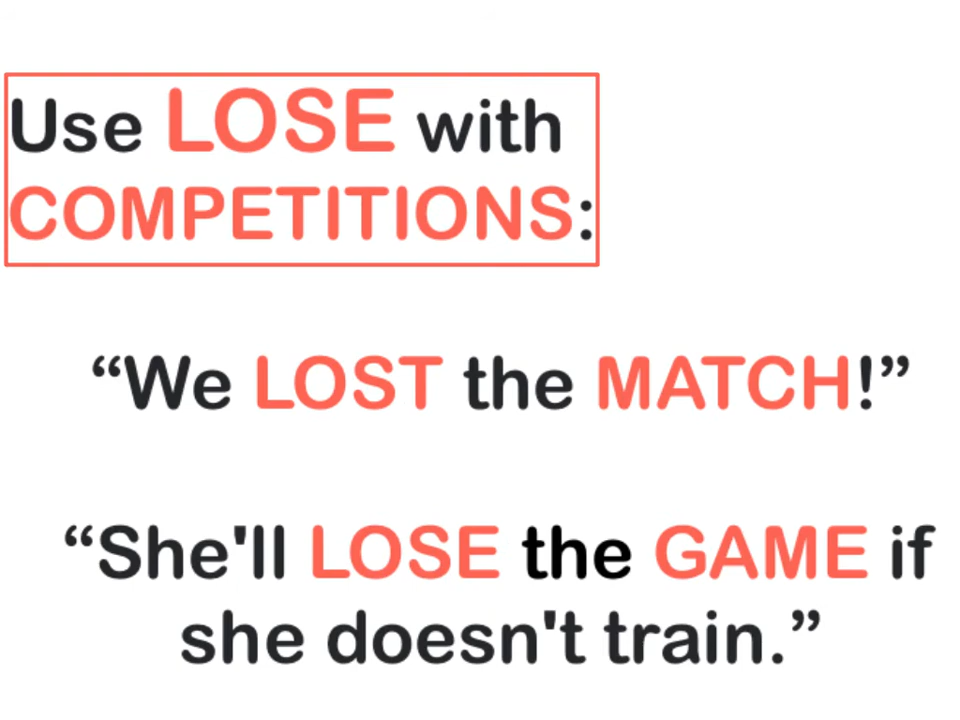 Use LOSE with
COMPETITIONS:
“We LOST the MATCH!”
“She'll LOSE the GAME if
she doesn't train.”